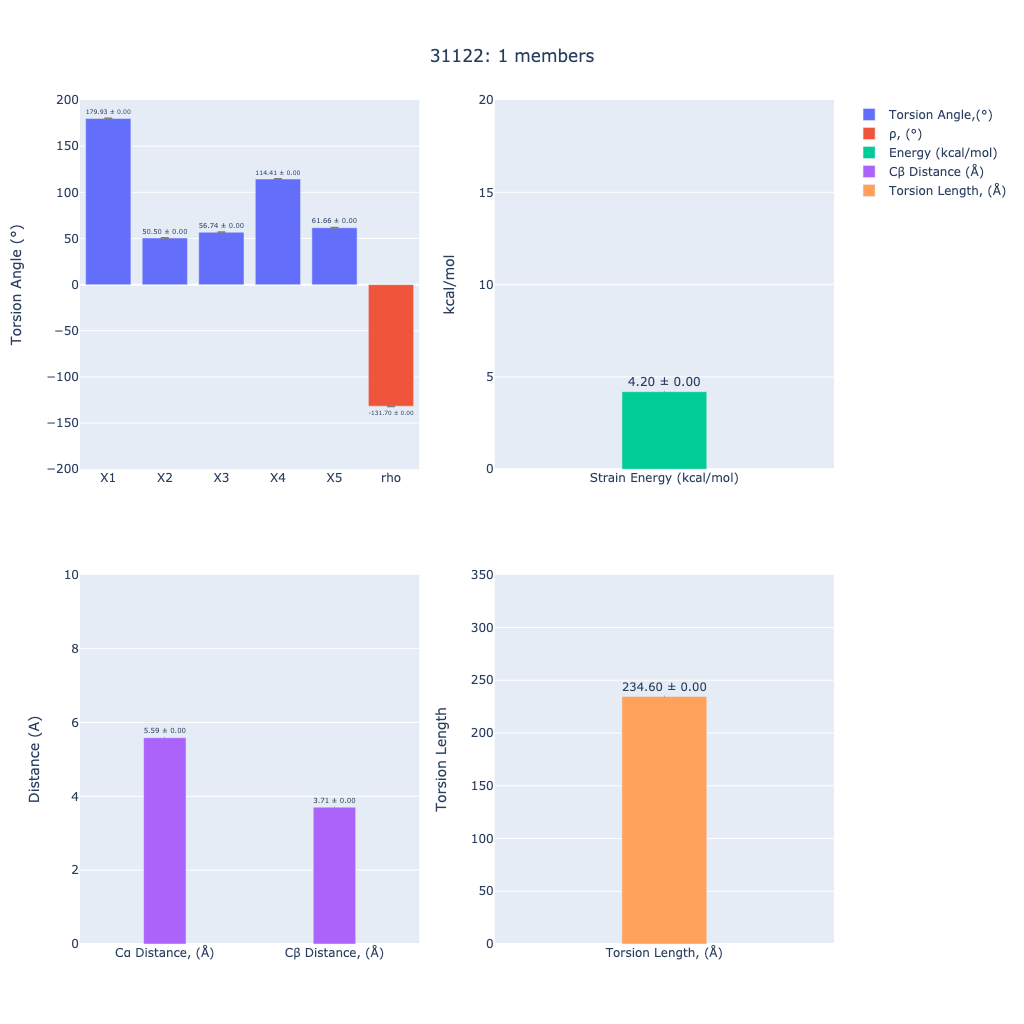 31122: 1 members
Torsion Angle (°)
200
150
100
50
0
−50
−100
−150
−200
179.93 ± 0.00
50.50 ± 0.00
56.74 ± 0.00
114.41 ± 0.00
61.66 ± 0.00
-131.70 ± 0.00
X1 X2 X3 X4 X5 rho
kcal/mol
20
15
10
5
0
4.20 ± 0.00
Strain Energy (kcal/mol)
Torsion Angle,(°)
ρ, (°)
Energy (kcal/mol)
Cβ Distance (Å)
Torsion Length, (Å)
Distance (A)
10
8
6
4
2
0
5.59 ± 0.00
3.71 ± 0.00
Cα Distance, (Å) Cβ Distance, (Å)
Torsion Length
350
300
250
200
150
100
50
0
234.60 ± 0.00
Torsion Length, (Å)